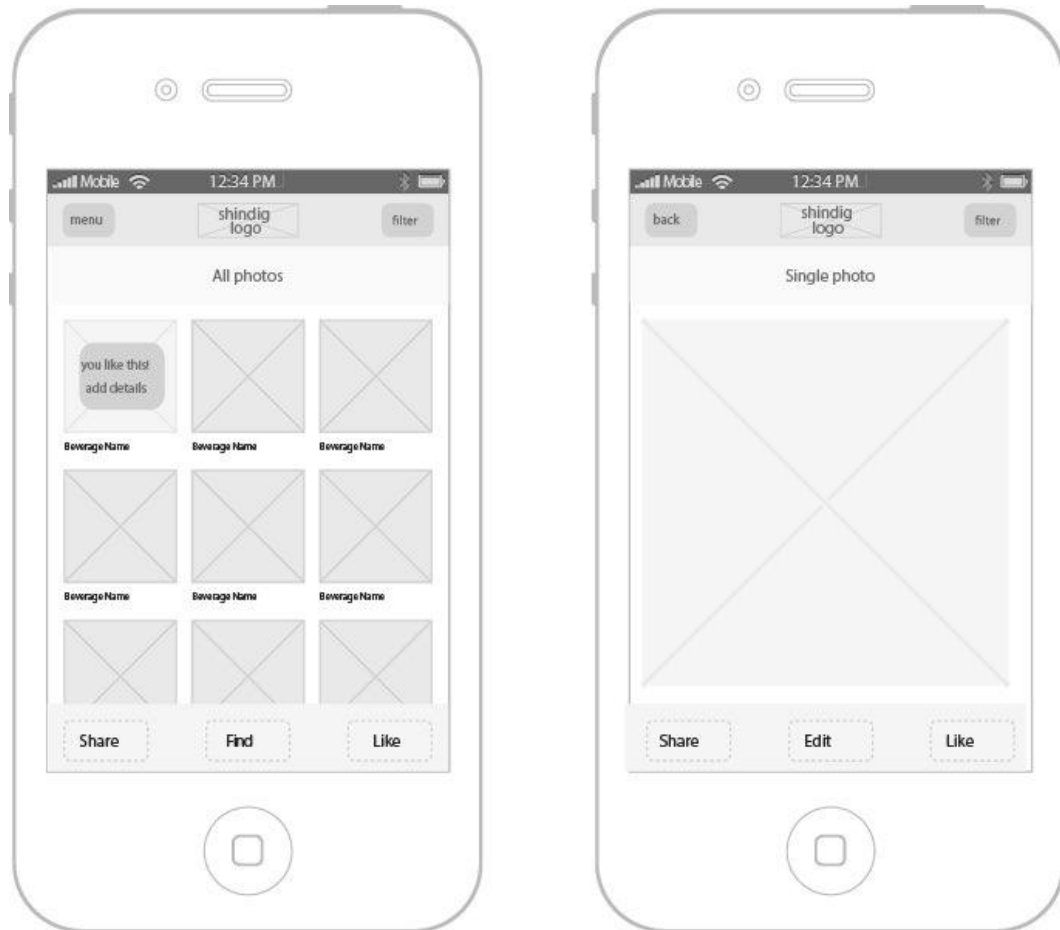 Mobile 12:34 PM
menu shindig logo filter
All photos
you like this!
add details
Beverage Name Beverage Name Beverage Name
Beverage Name Beverage Name Beverage Name
Share Find Like
Mobile 12:34 PM
back shindig logo filter
Single photo
Share Edit Like